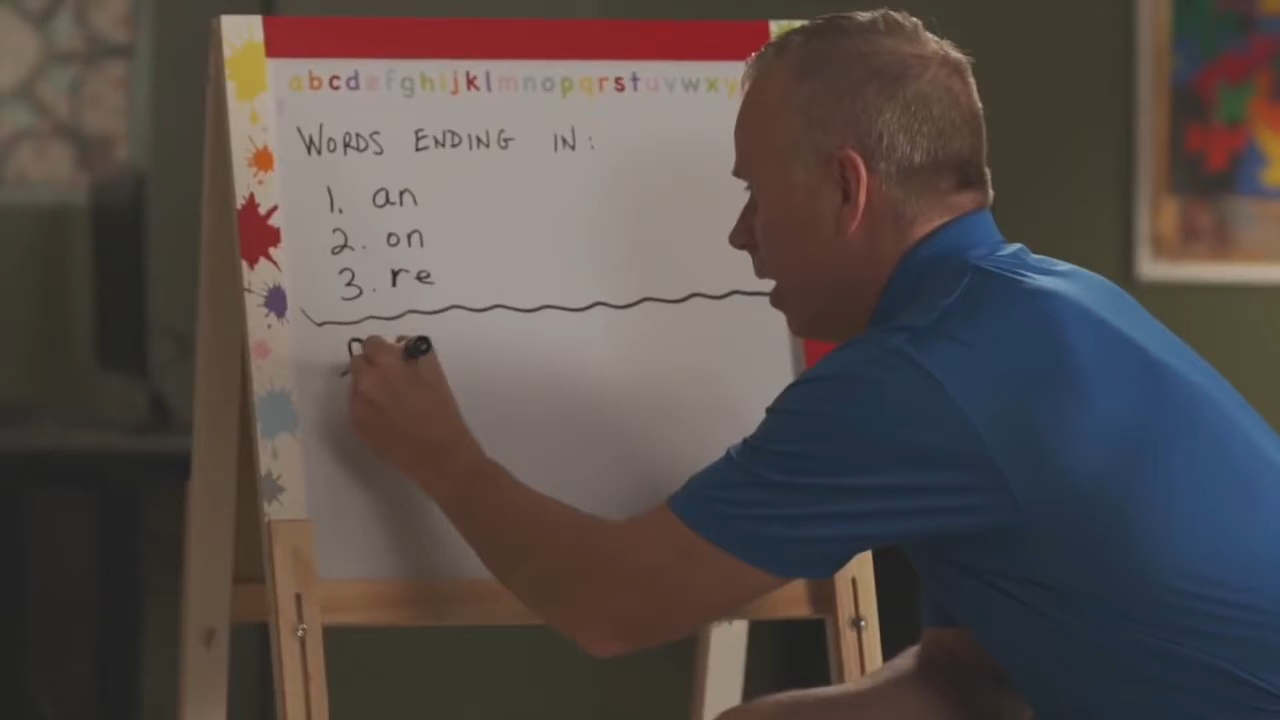 abcdefghijklmnopqrstuvwxy
WORDS ENDING IN:
1. an
2. on
3. re